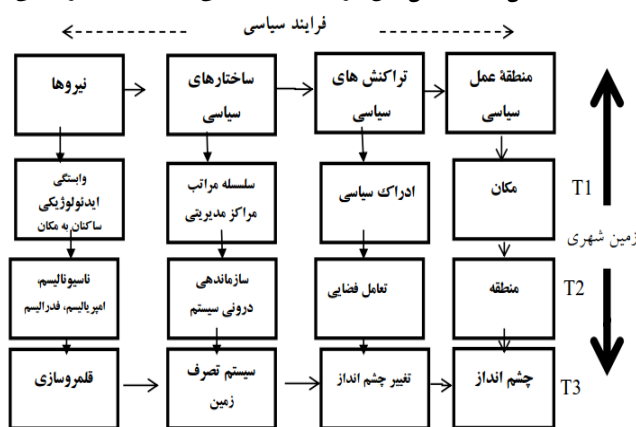 فرایند سیاسی
منطقۀ عمل
سیاسی
تراکنش های
سیاسی
ساختارهای
سیاسی
نیروها
T1
مکان
ادراک سیاسی
سلسله مراتب
مراکز مدیریتی
وابستگی
ایدئولوژیکی
ساکنان به مکان
زمین شهری
T2
منطقه
تعامل فضایی
سازماندهی
درونی سیستم
ناسیونالیسم،
امپریالیسم، فدرالیسم
T3
چشم انداز
تغییر چشم انداز
سیستم تصرف
زمین
قلمروسازی